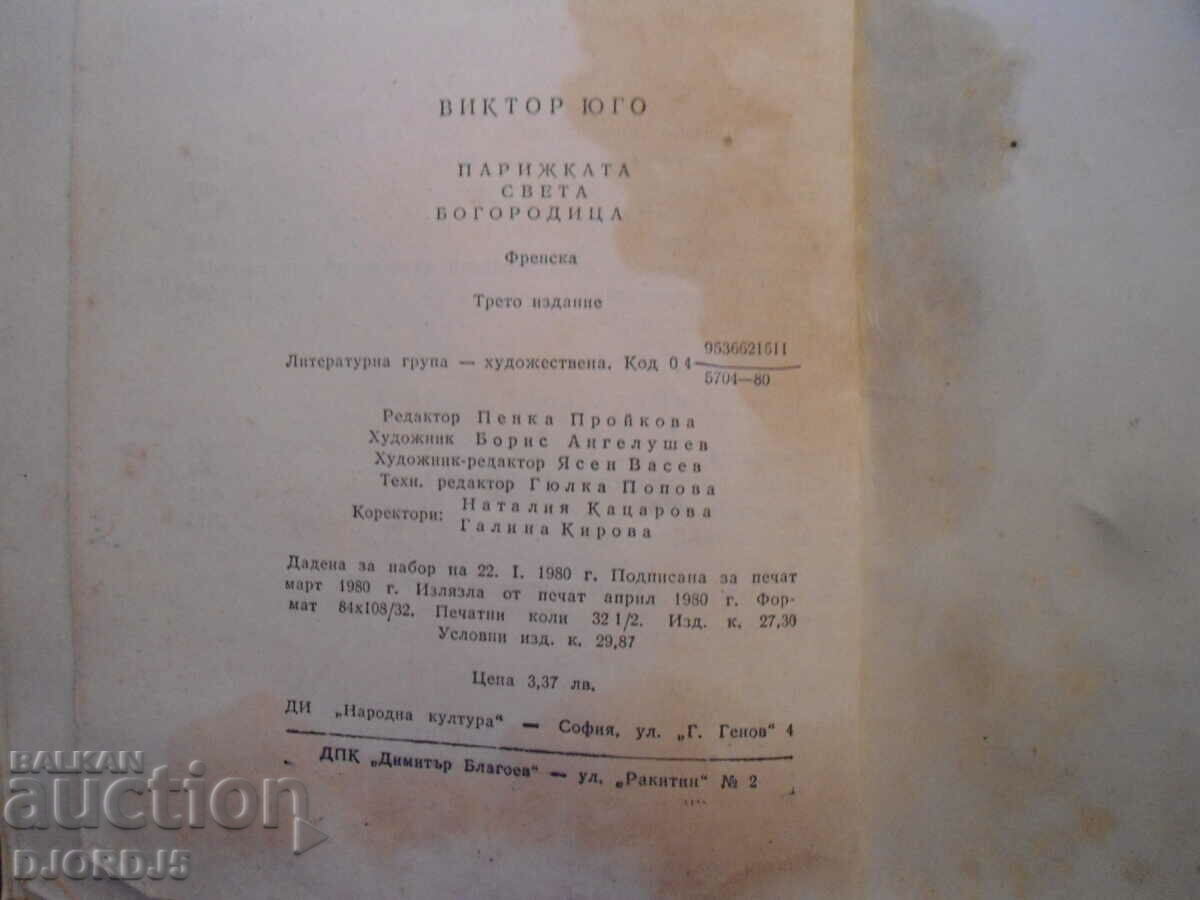 ВИКТОР ЮГО
ПАРИЖКАТА
СВЕТА
БОГОРОДИЦА
Френска
Трето издание
Литературна група — художествена. Код 04 9536621511
5704—80
Редактор Пенка Пройкова
Художник Борис Ангелушев
Художник-редактор Ясен Васев
Техн. редактор Гюлка Попова
Коректори: Наталия Кацарова
Галина Кирова
Дадена за набор на 22. I. 1980 г. Подписана за печат
март 1980 г. Излязла от печат април 1980 г. Фор-
мат 84х108/32. Печатни коли 32 1/2. Изд. к. 27,30
Условни изд. к. 29,87
Цена 3,37 лв.
ДИ „Народна култура“ — София, ул. „Г. Генов“ 4
ДПК „Димитър Благоев“ — ул. „Ракитин“ № 2
BALKAN
auction
DJORDJ5